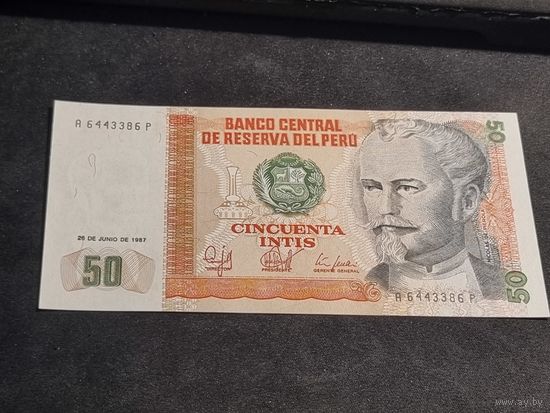 A 6443386 P
BANCO CENTRAL
DE RESERVA DEL PERÚ
50
CINCUENTA
INTIS
26 DE JUNIO DE 1987
PRESIDENTE
GERENTE GENERAL
50
50
A 6443386 P
www.ay.by